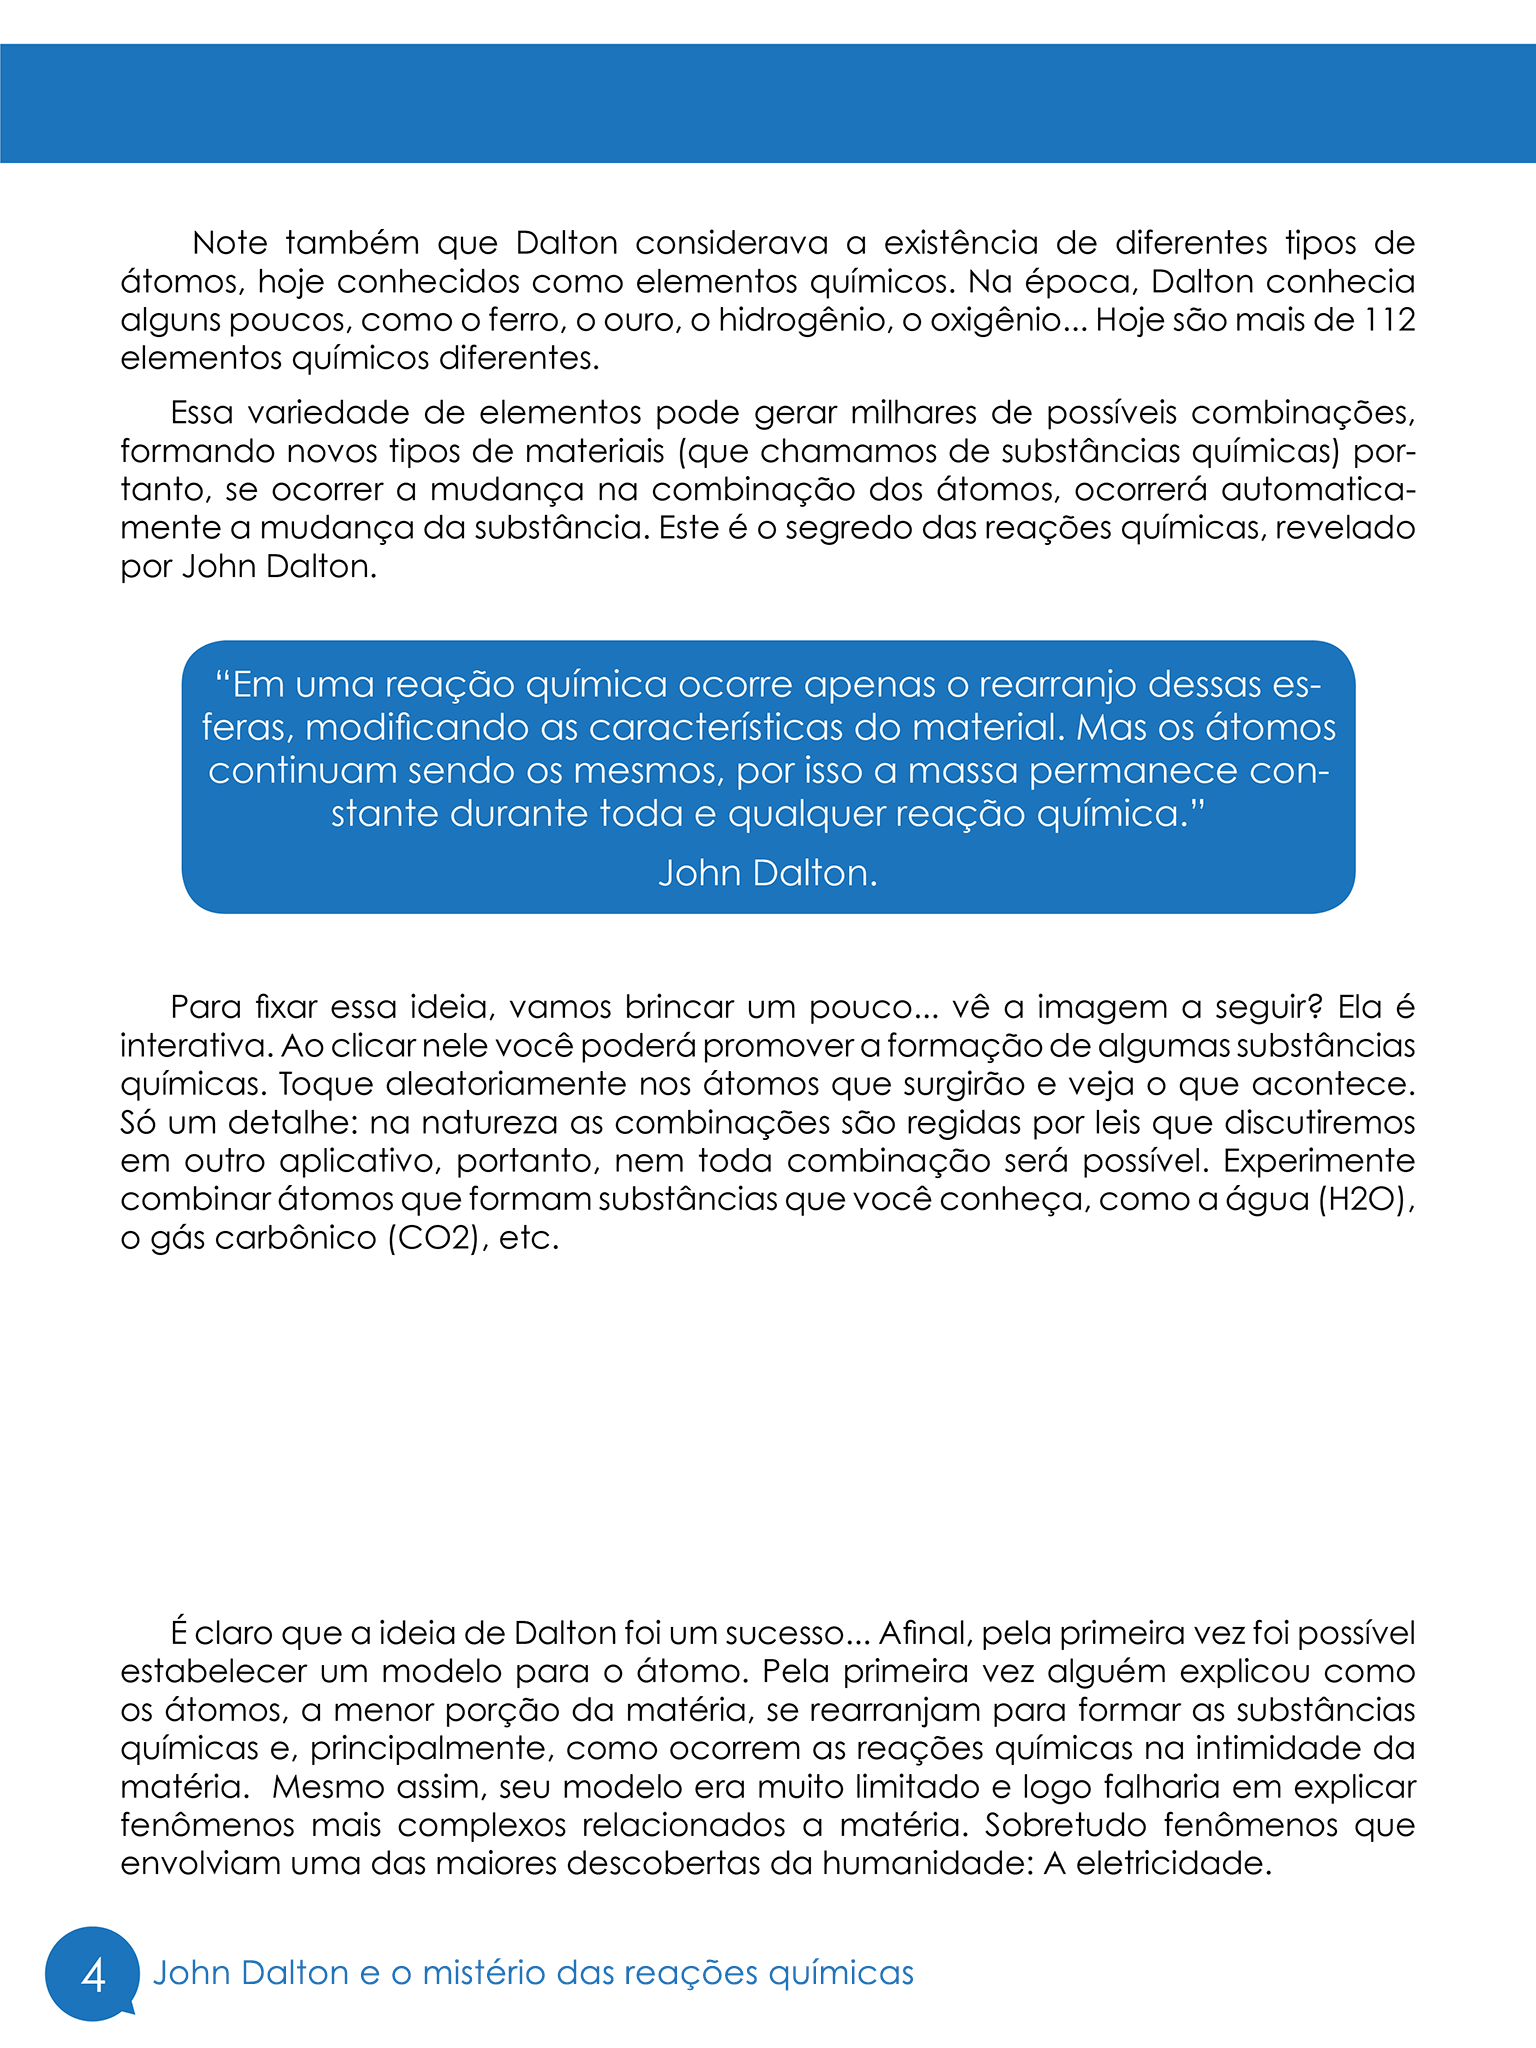 Note também que Dalton considerava a existência de diferentes tipos de
átomos, hoje conhecidos como elementos químicos. Na época, Dalton conhecia
alguns poucos, como o ferro, o ouro, o hidrogênio, o oxigênio... Hoje são mais de 112
elementos químicos diferentes.
Essa variedade de elementos pode gerar milhares de possíveis combinações,
formando novos tipos de materiais (que chamamos de substâncias químicas) por-
tanto, se ocorrer a mudança na combinação dos átomos, ocorrerá automatica-
mente a mudança da substância. Este é o segredo das reações químicas, revelado
por John Dalton.
“Em uma reação química ocorre apenas o rearranjo dessas es-
feras, modificando as características do material. Mas os átomos
continuam sendo os mesmos, por isso a massa permanece con-
stante durante toda e qualquer reação química.”
John Dalton.
Para fixar essa ideia, vamos brincar um pouco... vê a imagem a seguir? Ela é
interativa. Ao clicar nele você poderá promover a formação de algumas substâncias
químicas. Toque aleatoriamente nos átomos que surgirão e veja o que acontece.
Só um detalhe: na natureza as combinações são regidas por leis que discutiremos
em outro aplicativo, portanto, nem toda combinação será possível. Experimente
combinar átomos que formam substâncias que você conheça, como a água (H2O),
o gás carbônico (CO2), etc.
É claro que a ideia de Dalton foi um sucesso... Afinal, pela primeira vez foi possível
estabelecer um modelo para o átomo. Pela primeira vez alguém explicou como
os átomos, a menor porção da matéria, se rearranjam para formar as substâncias
químicas e, principalmente, como ocorrem as reações químicas na intimidade da
matéria.  Mesmo assim, seu modelo era muito limitado e logo falharia em explicar
fenômenos mais complexos relacionados a matéria. Sobretudo fenômenos que
envolviam uma das maiores descobertas da humanidade: A eletricidade.
4 John Dalton e o mistério das reações químicas